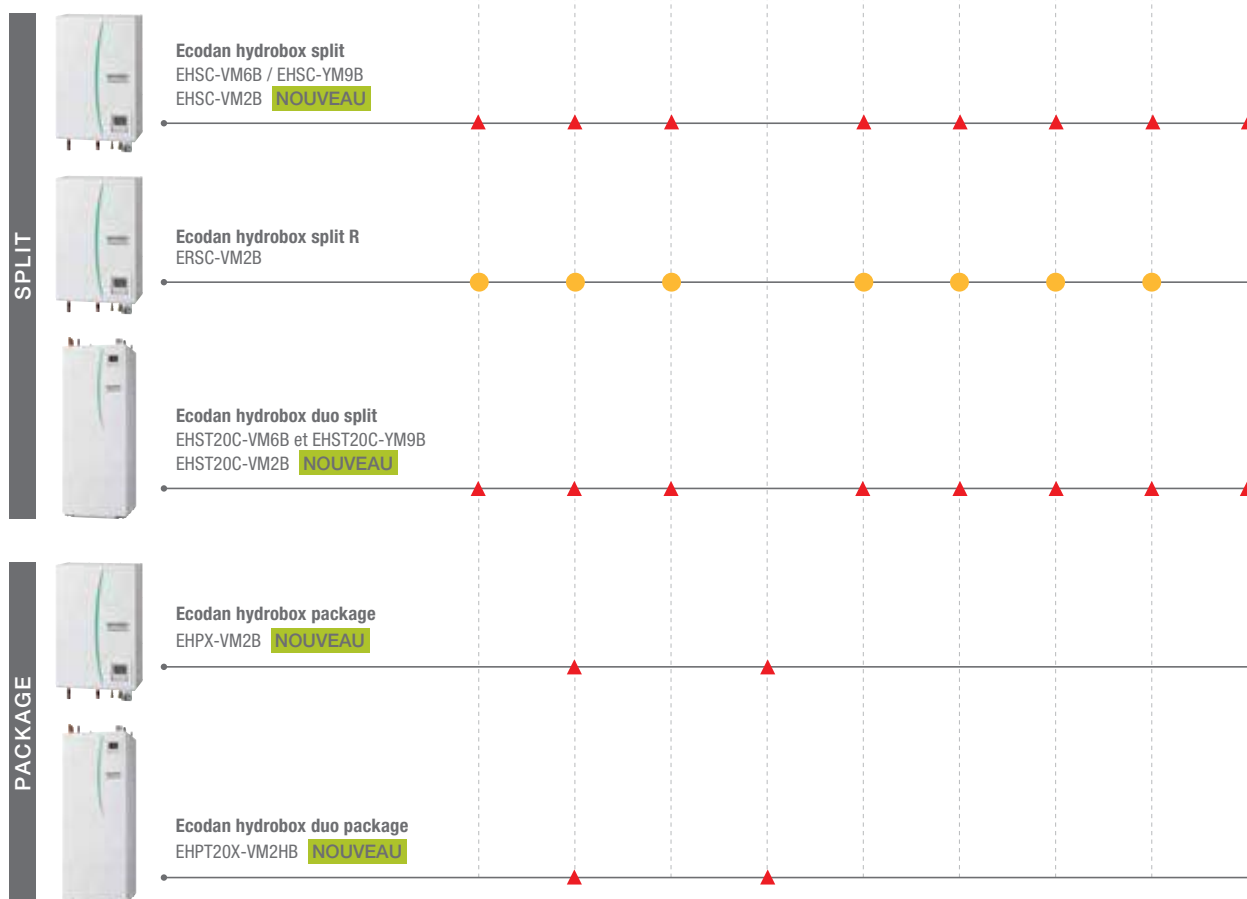 SPLIT
Ecodan hydrobox split
EHSC-VM6B / EHSC-YM9B
EHSC-VM2B NOUVEAU
Ecodan hydrobox split R
ERSC-VM2B
Ecodan hydrobox duo split
EHST20C-VM6B et EHST20C-YM9B
EHST20C-VM2B NOUVEAU
PACKAGE
Ecodan hydrobox package
EHPX-VM2B NOUVEAU
Ecodan hydrobox duo package
EHPT20X-VM2HB NOUVEAU